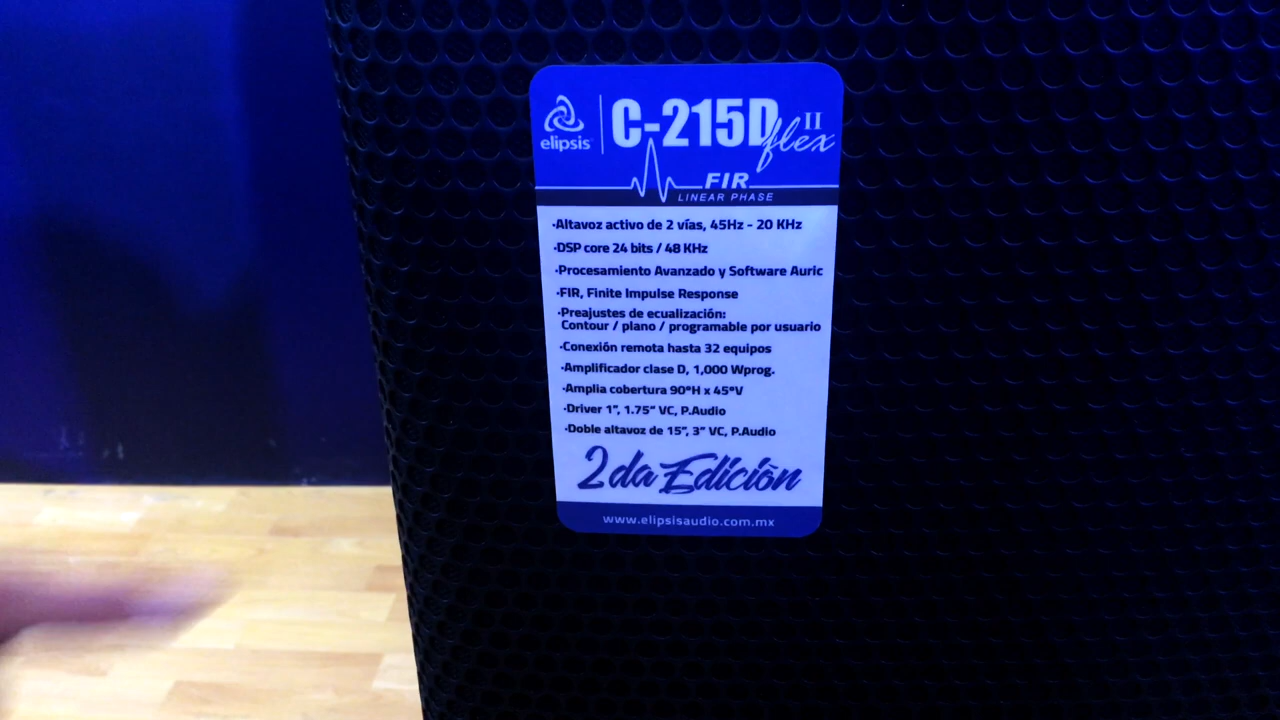 elipsis
C-215D flex II
FIR
LINEAR PHASE
·Altavoz activo de 2 vías, 45Hz - 20 KHz
·DSP core 24 bits / 48 KHz
·Procesamiento Avanzado y Software Auric
·FIR, Finite Impulse Response
·Preajustes de ecualización:
Contour / plano / programable por usuario
·Conexión remota hasta 32 equipos
·Amplificador clase D, 1,000 Wprog.
·Amplia cobertura 90°H x 45°V
·Driver 1”, 1.75” VC, P.Audio
·Doble altavoz de 15”, 3” VC, P.Audio
2da Edición
www.elipsisaudio.com.mx